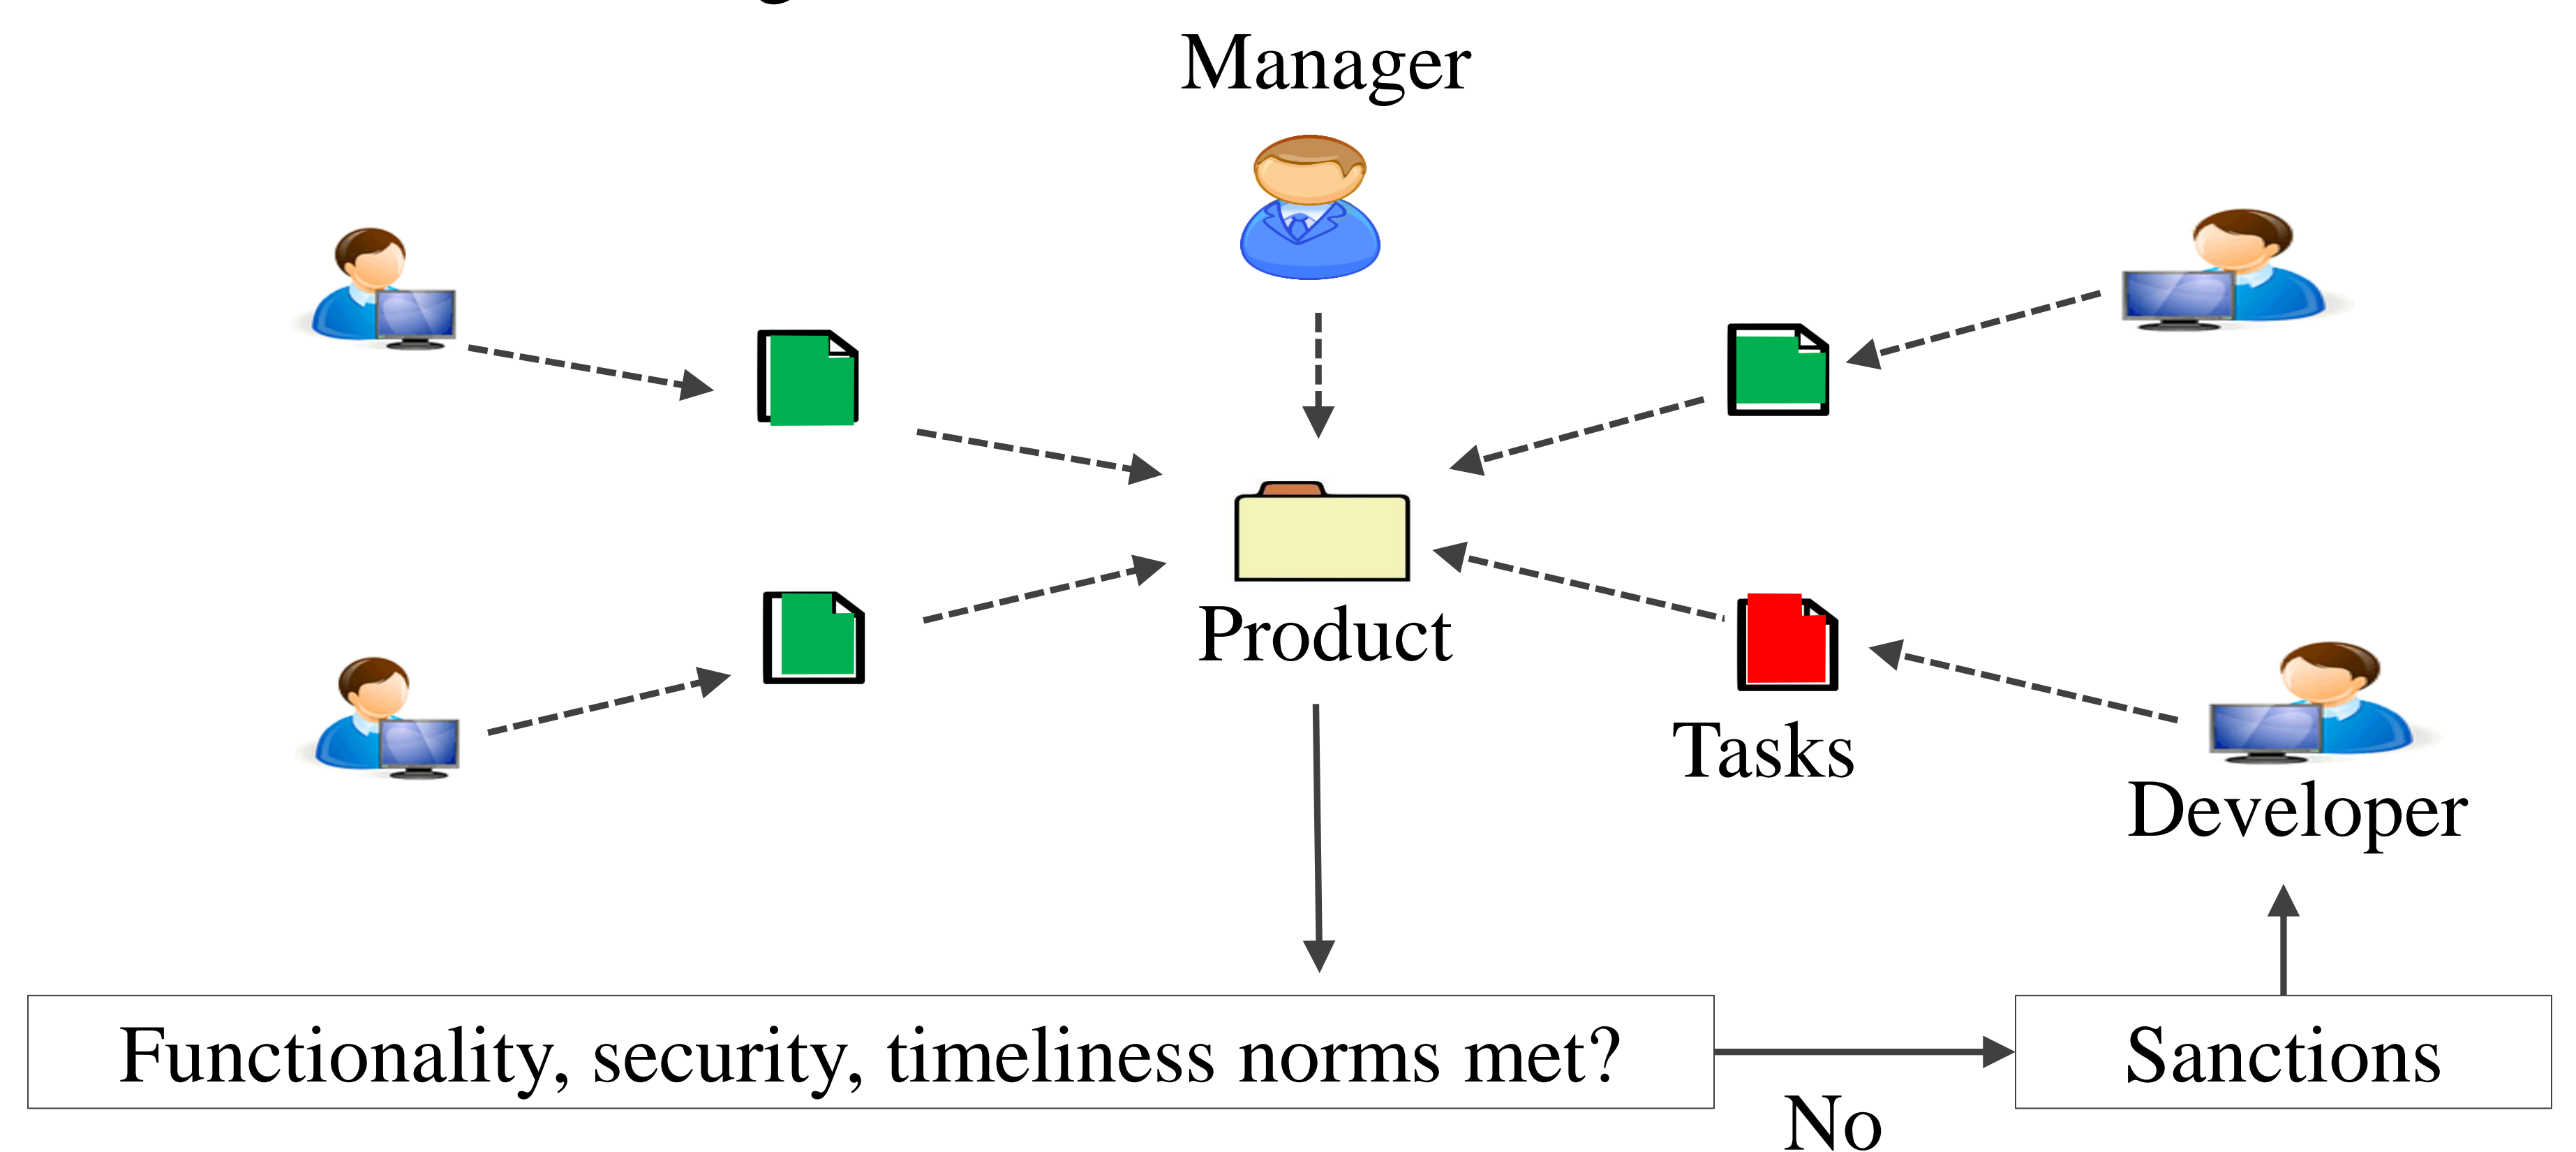 Manager
Product
Tasks
Developer
Functionality, security, timeliness norms met?
Sanctions
No